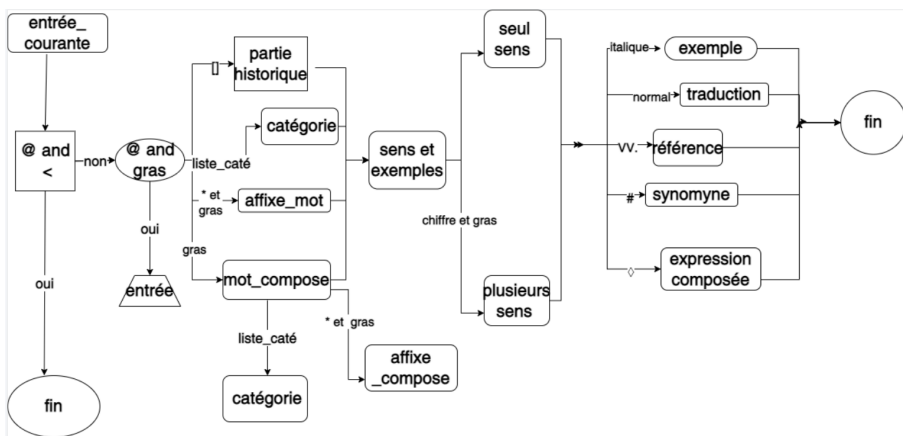 entrée_
courante
@ and
<
non
oui
fin
@ and
gras
oui
entrée
[]
partie
historique
liste_caté
catégorie
* et
gras
affixe_mot
gras
mot_compose
liste_caté
catégorie
* et gras
affixe
_compose
sens et
exemples
seul
sens
chiffre et gras
plusieurs
sens
italique
exemple
normal
traduction
VV.
référence
#
synomyne
◊
expression
composée
fin